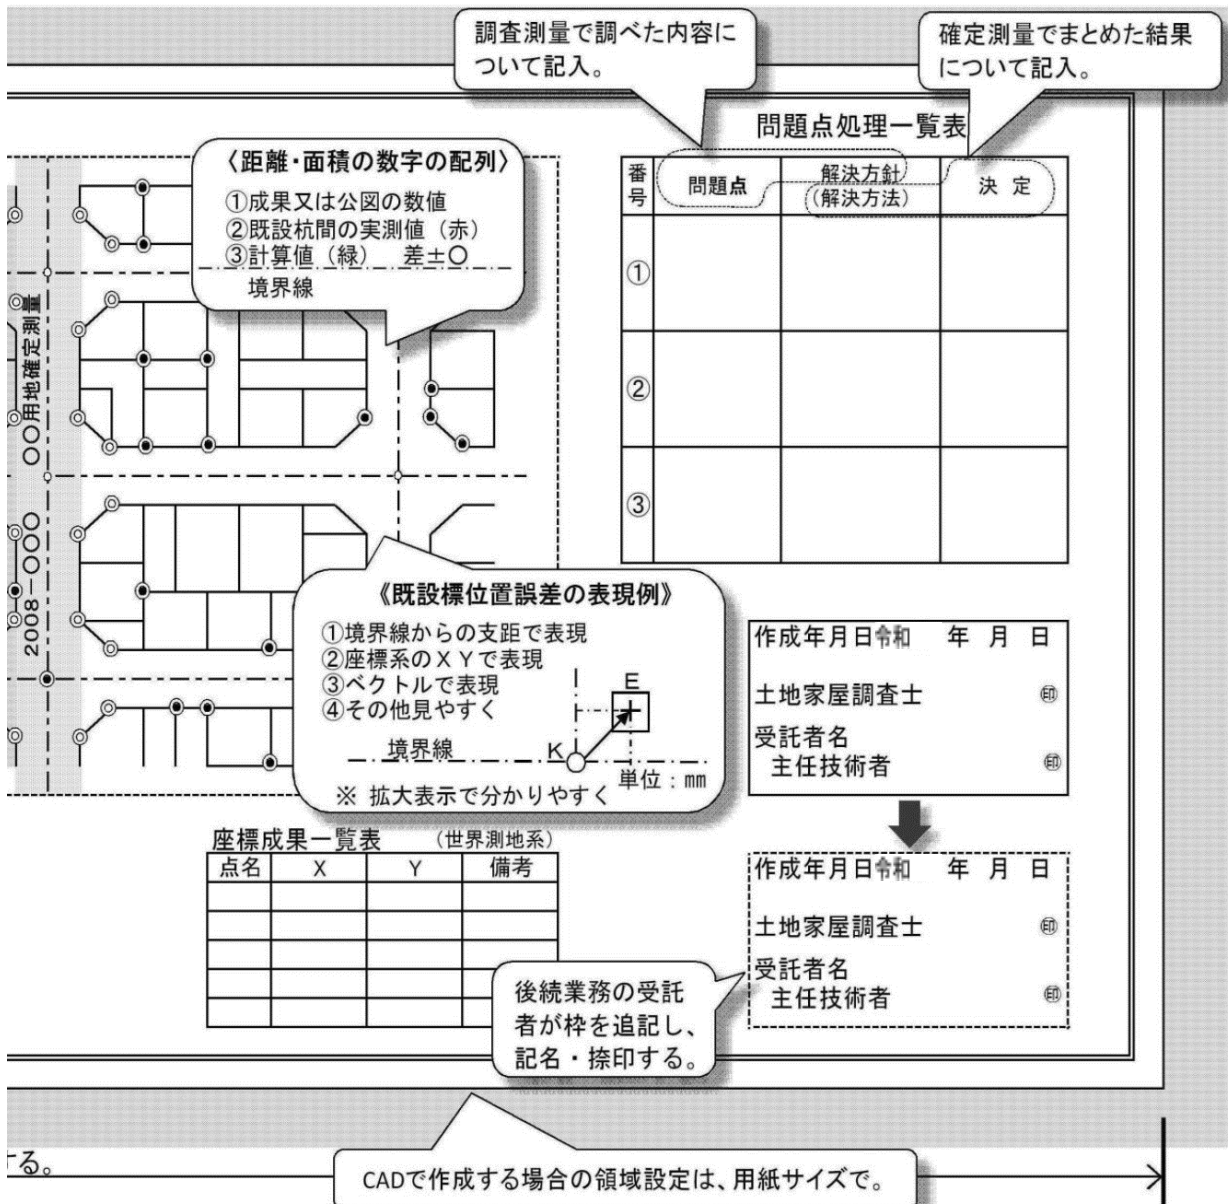 調査測量で調べた内容に
ついて記入。
確定測量でまとめた結果
について記入。
問題点処理一覧表
番号
問題点
解決方針
(解決方法)
決 定
①
②
③
〈距離・面積の数字の配列〉
①成果又は公図の数値
②既設杭間の実測値（赤）
③計算値（緑） 差±〇
境界線
2008-〇〇〇 〇〇用地確定測量
《既設標位置誤差の表現例》
①境界線からの支距で表現
②座標系のＸＹで表現
③ベクトルで表現
④その他見やすく
E
K
境界線
単位：㎜
※ 拡大表示で分かりやすく
作成年月日令和 年 月 日
土地家屋調査士 ㊞
受託者名
主任技術者 ㊞
作成年月日令和 年 月 日
土地家屋調査士 ㊞
受託者名
主任技術者 ㊞
座標成果一覧表 （世界測地系）
点名 X Y 備考
後続業務の受託
者が枠を追記し、
記名・捺印する。
する。
CADで作成する場合の領域設定は、用紙サイズで。